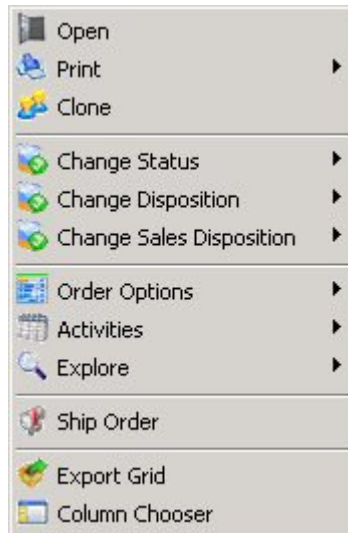 Open
Print
Clone
Change Status
Change Disposition
Change Sales Disposition
Order Options
Activities
Explore
Ship Order
Export Grid
Column Chooser